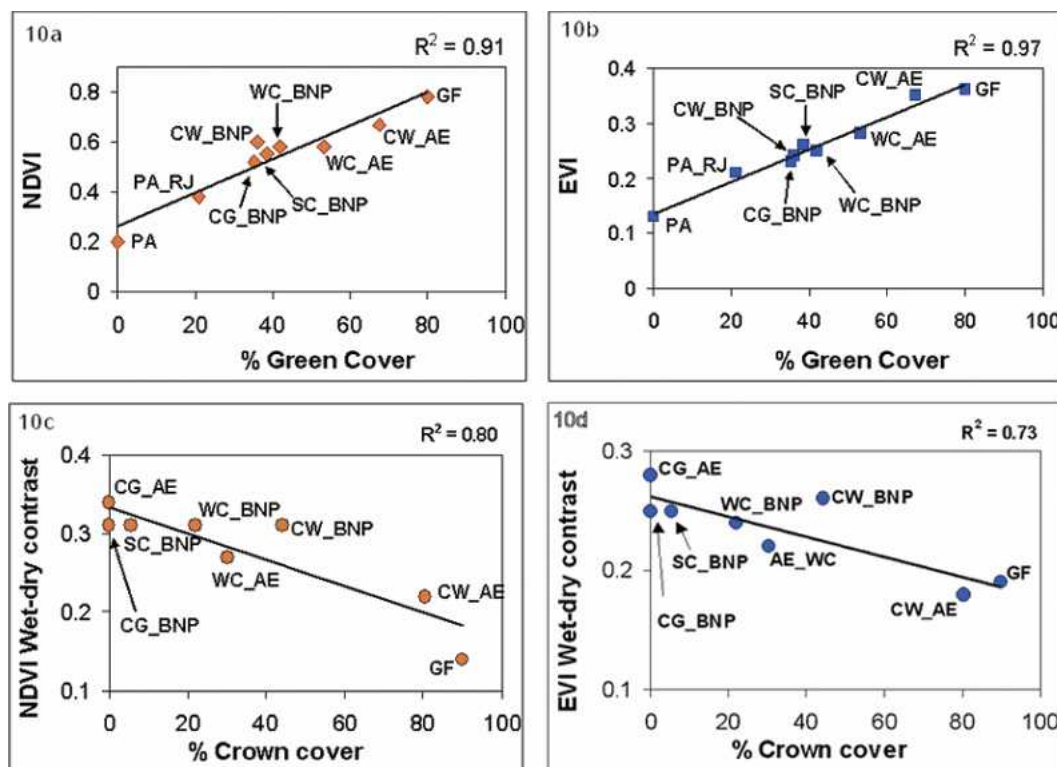 10a
R² = 0.91
NDVI
0.8
0.6
0.4
0.2
0
WC_BNP
GF
CW_BNP
CW_AE
WC_AE
PA_RJ
CG_BNP
SC_BNP
PA
0 20 40 60 80 100
% Green Cover
10b
R² = 0.97
EVI
0.4
0.3
0.2
0.1
0
CW_AE
SC_BNP
GF
CW_BNP
WC_AE
PA_RJ
CG_BNP
WC_BNP
PA
0 20 40 60 80 100
% Green Cover
10c
R² = 0.80
NDVI Wet-dry contrast
0.4
0.3
0.2
0.1
CG_AE
WC_BNP
CW_BNP
SC_BNP
WC_AE
CW_AE
CG_BNP
GF
0 20 40 60 80 100
% Crown cover
10d
R² = 0.73
EVI Wet-dry contrast
0.3
0.2
0.1
CG_AE
WC_BNP
CW_BNP
SC_BNP
AE_WC
GF
CW_AE
CG_BNP
0 20 40 60 80 100
% Crown cover